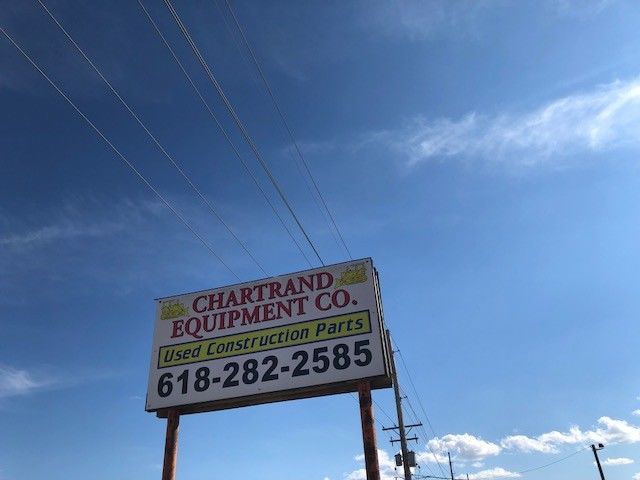 CHARTRAND
EQUIPMENT CO.
Used Construction Parts
618-282-2585